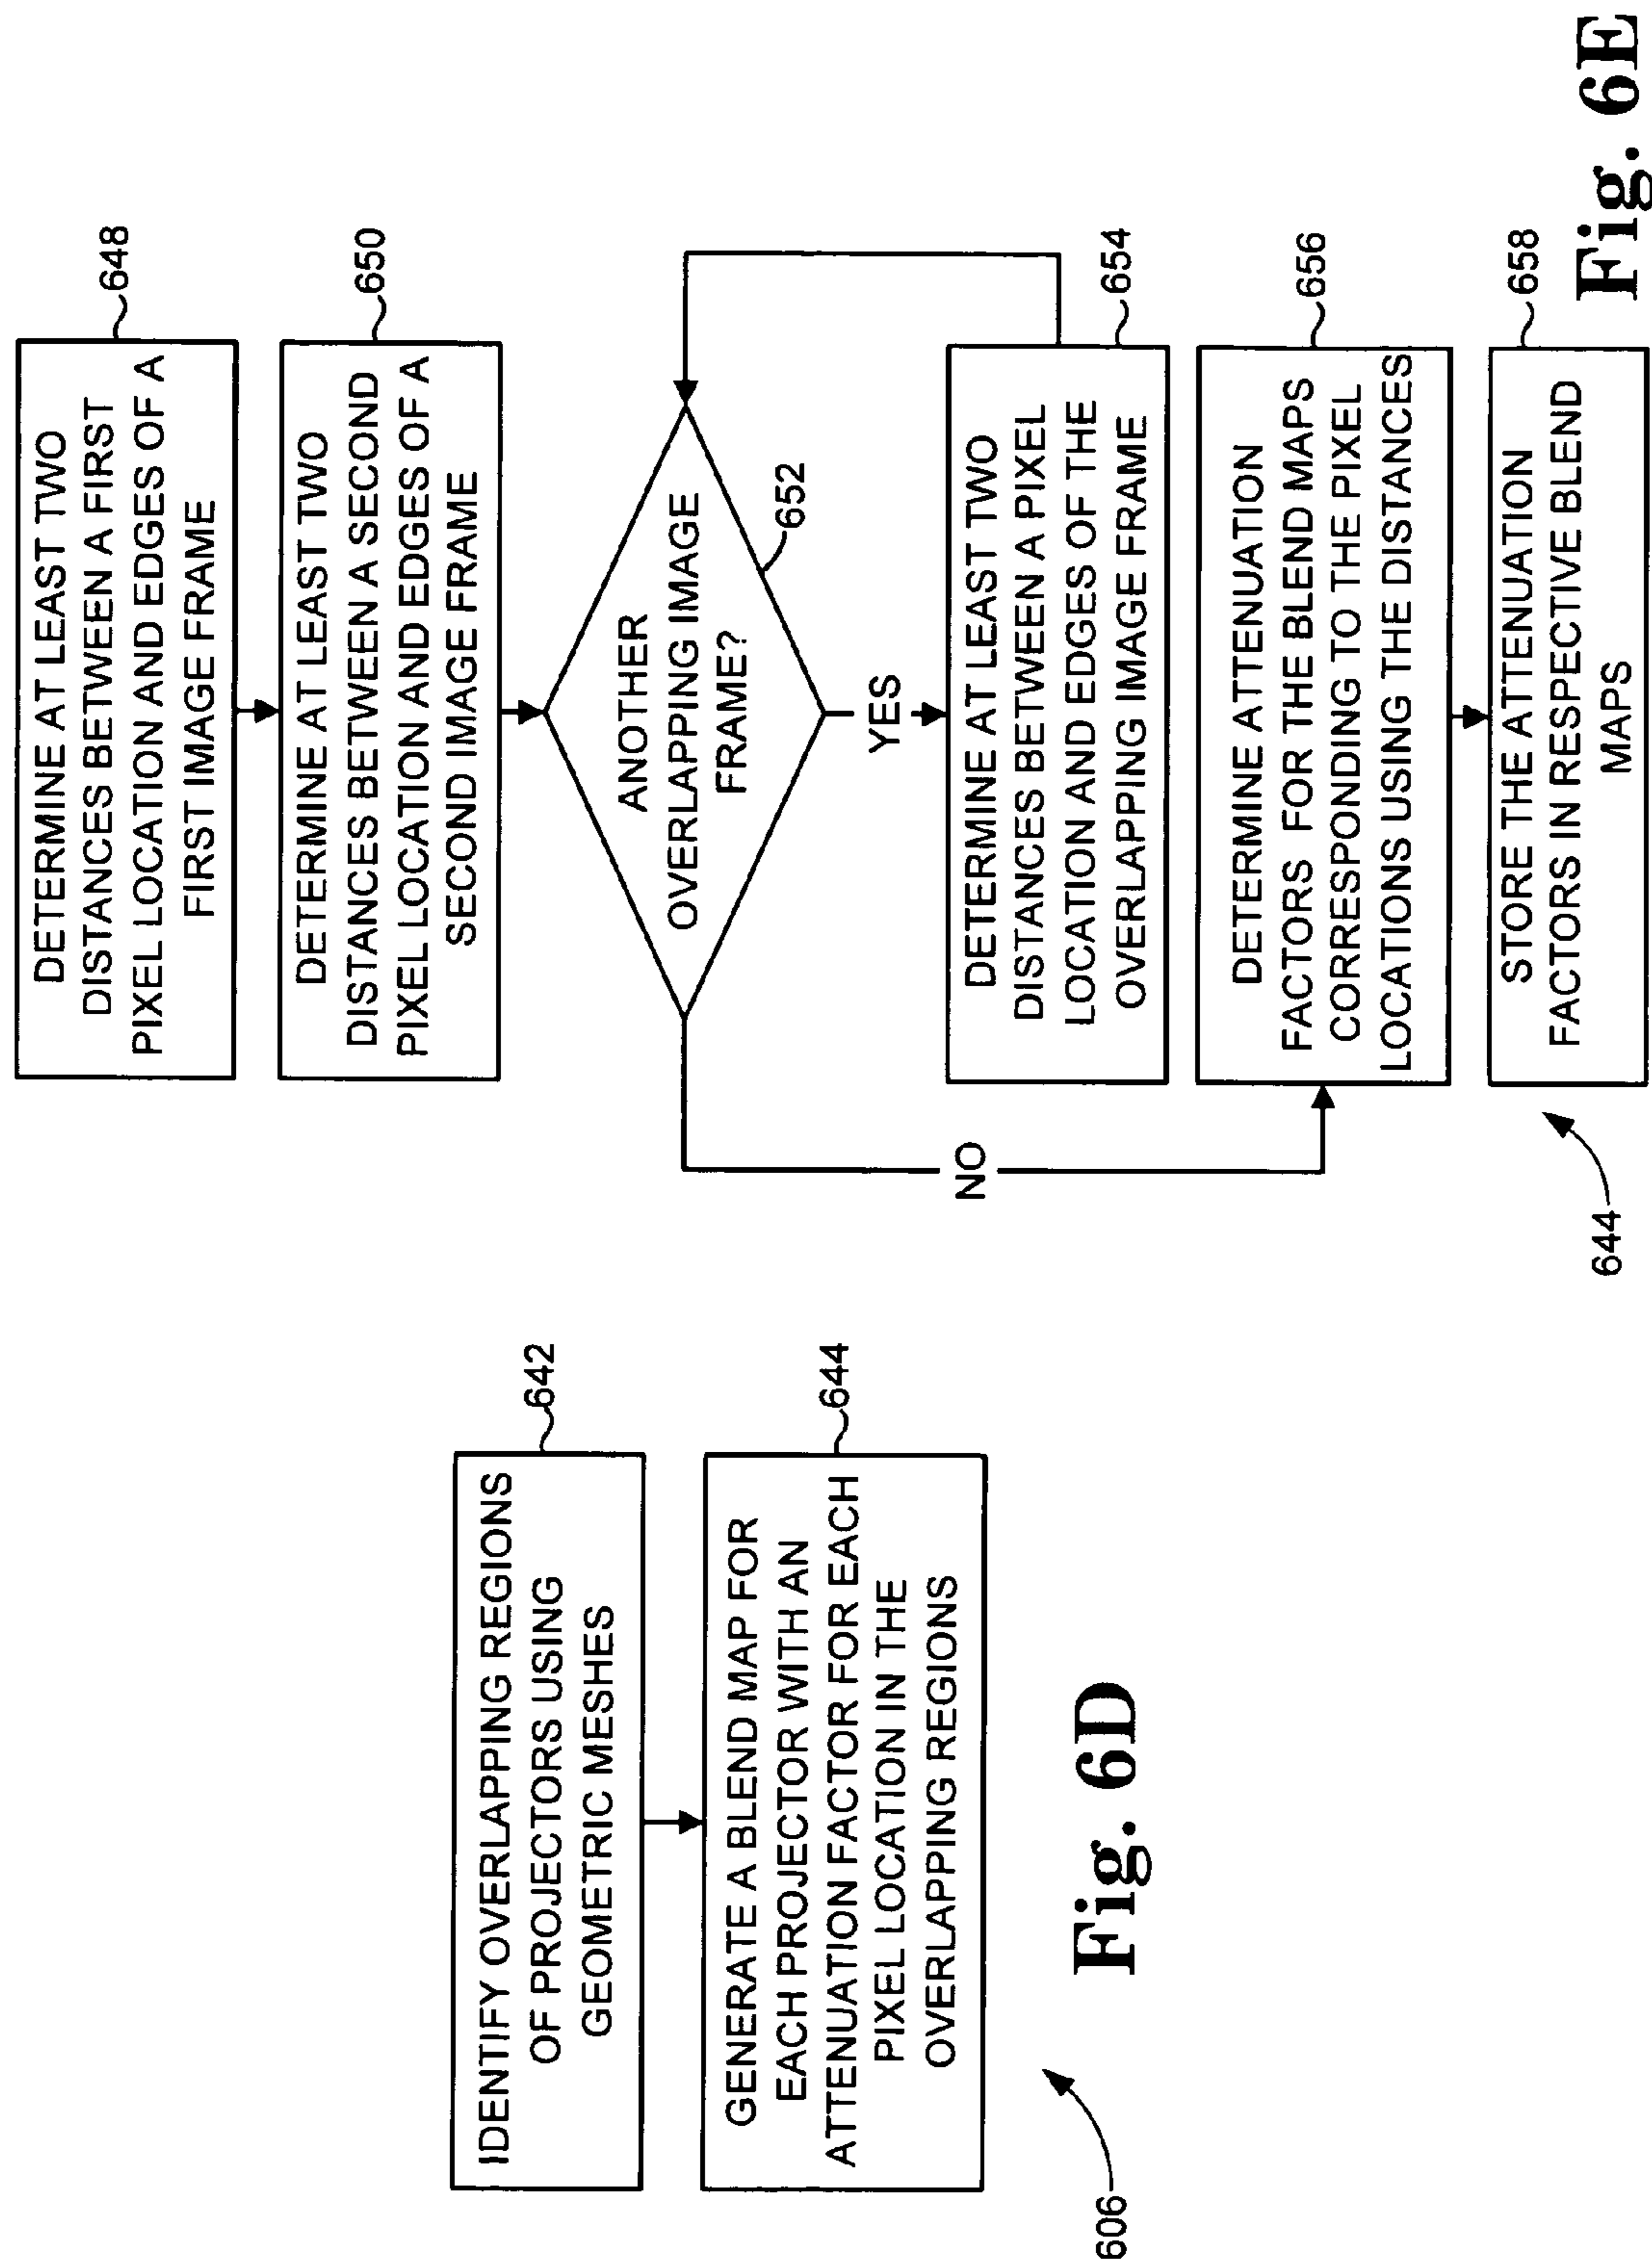 IDENTIFY OVERLAPPING REGIONS
OF PROJECTORS USING
GEOMETRIC MESHES
642
GENERATE A BLEND MAP FOR
EACH PROJECTOR WITH AN
ATTENUATION FACTOR FOR EACH
PIXEL LOCATION IN THE
OVERLAPPING REGIONS
644
606
Fig. 6D
DETERMINE AT LEAST TWO
DISTANCES BETWEEN A FIRST
PIXEL LOCATION AND EDGES OF A
FIRST IMAGE FRAME
648
DETERMINE AT LEAST TWO
DISTANCES BETWEEN A SECOND
PIXEL LOCATION AND EDGES OF A
SECOND IMAGE FRAME
650
ANOTHER
OVERLAPPING IMAGE
FRAME?
652
YES
NO
DETERMINE AT LEAST TWO
DISTANCES BETWEEN A PIXEL
LOCATION AND EDGES OF THE
OVERLAPPING IMAGE FRAME
654
DETERMINE ATTENUATION
FACTORS FOR THE BLEND MAPS
CORRESPONDING TO THE PIXEL
LOCATIONS USING THE DISTANCES
656
STORE THE ATTENUATION
FACTORS IN RESPECTIVE BLEND
MAPS
658
644
Fig. 6E